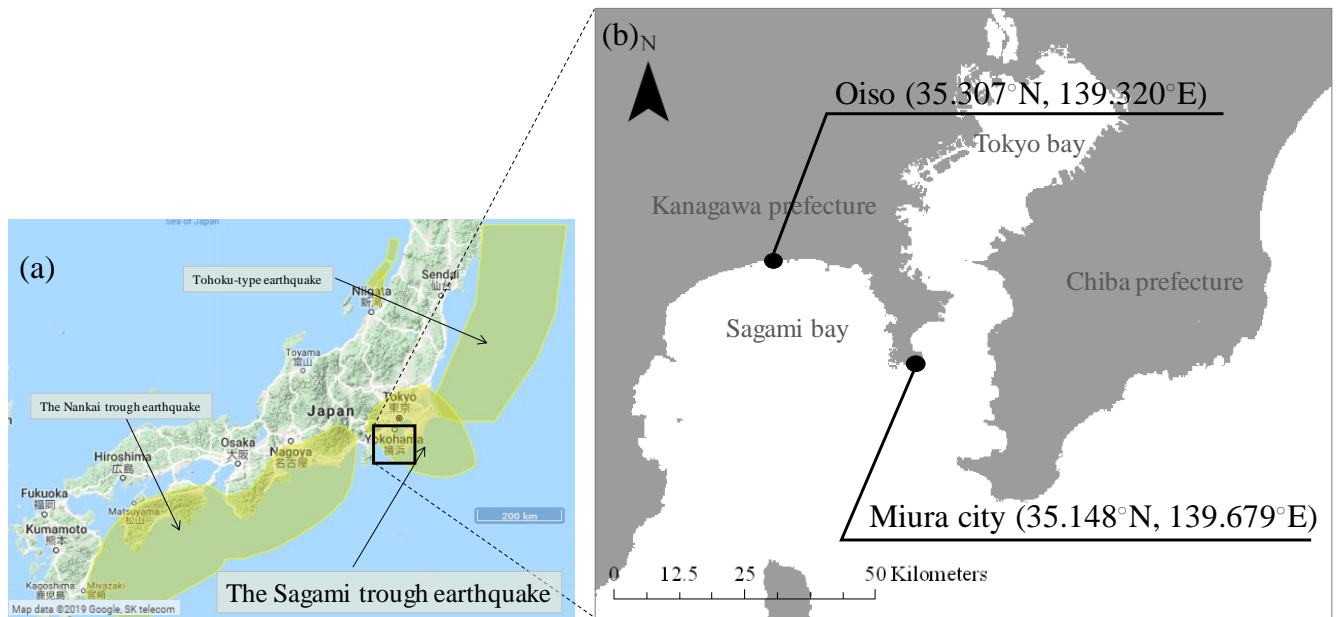 (a)
Sea of Japan
Tohoku-type earthquake
Sendai
仙台
Niigata
新潟
Toyama
富山
The Nankai trough earthquake
Japan
Tokyo
東京
Yokohama
横浜
Nagoya
名古屋
Osaka
大阪
Hiroshima
広島
Matsuyama
松山
Fukuoka
福岡
Kumamoto
熊本
Miyazaki
宮崎
Kagoshima
鹿児島
200 km
The Sagami trough earthquake
Map data ©2019 Google, SK telecom
(b)
N
Oiso (35.307°N, 139.320°E)
Tokyo bay
Kanagawa prefecture
Chiba prefecture
Sagami bay
Miura city (35.148°N, 139.679°E)
0 12.5 25 50 Kilometers